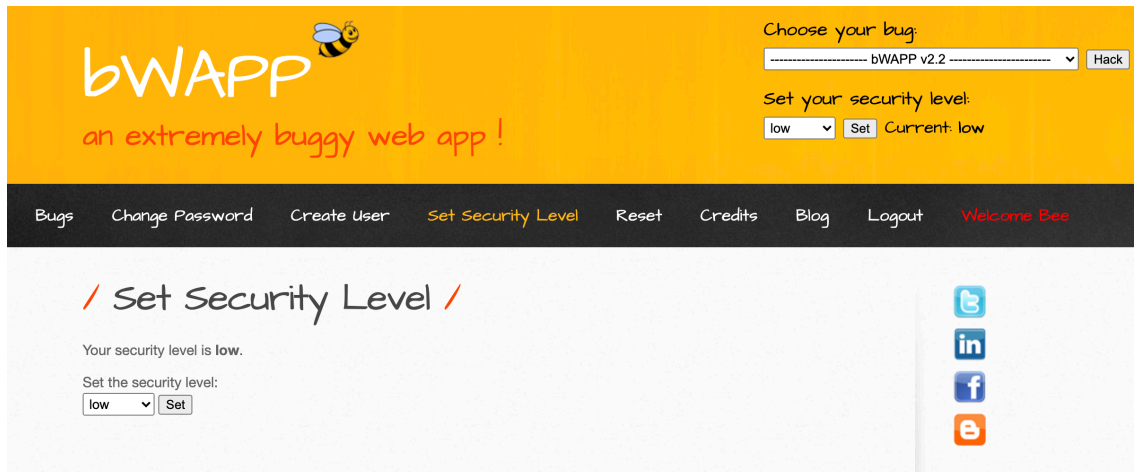 bWAPP
an extremely buggy web app !
Choose your bug:
---------------------- bWAPP v2.2 ----------------------- Hack
Set your security level:
low Set Current: low
Bugs Change Password Create User Set Security Level Reset Credits Blog Logout Welcome Bee
/ Set Security Level /
Your security level is low.
Set the security level:
low Set